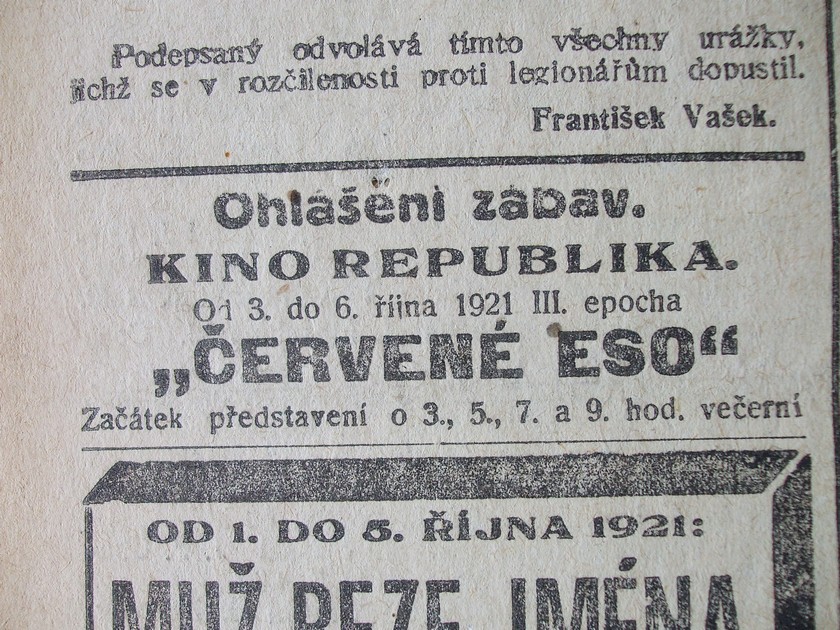 Podepsaný odvolává tímto všechny urážky,
jichž se v rozčilenosti proti legionářům dopustil.
František Vašek.
Ohlášení zábav.
KINO REPUBLIKA.
Od 3. do 6. října 1921 III. epocha
„ČERVENÉ ESO“
Začátek představení o 3., 5., 7. a 9. hod. večerní
OD 1. DO 5. ŘÍJNA 1921:
MUŽ BEZE JMÉNA